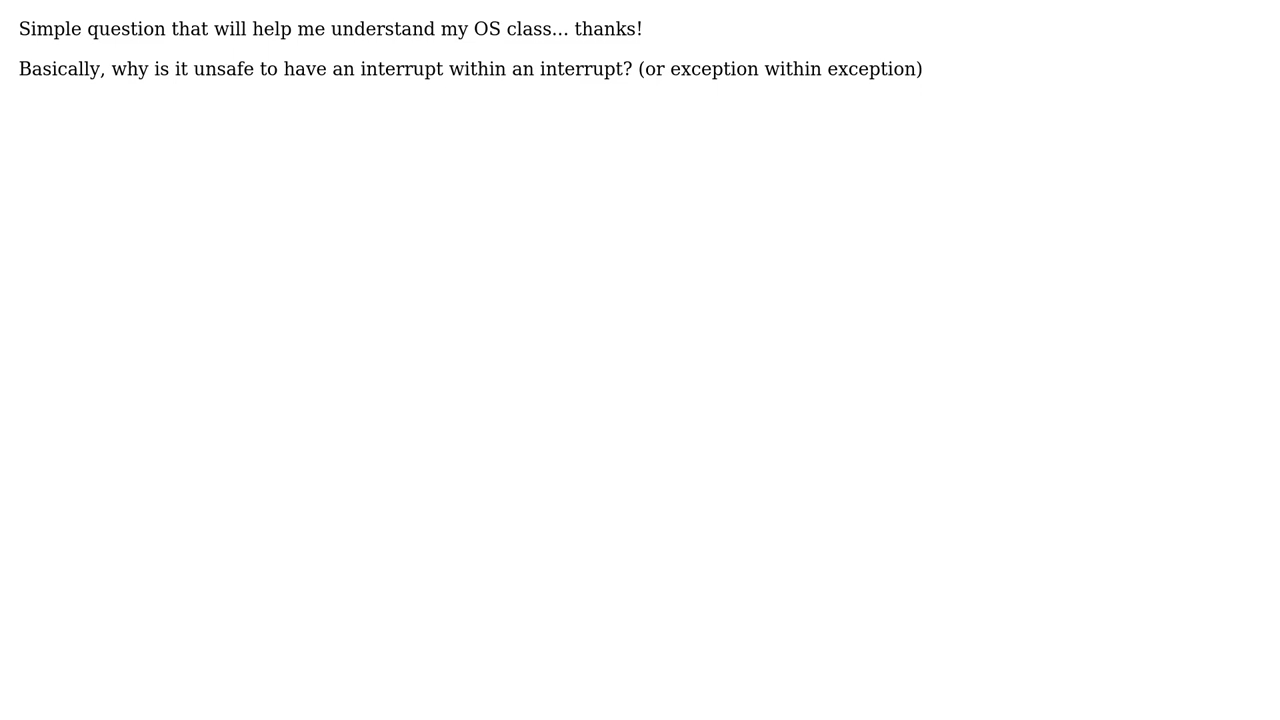 Simple question that will help me understand my OS class... thanks!
Basically, why is it unsafe to have an interrupt within an interrupt? (or exception within exception)